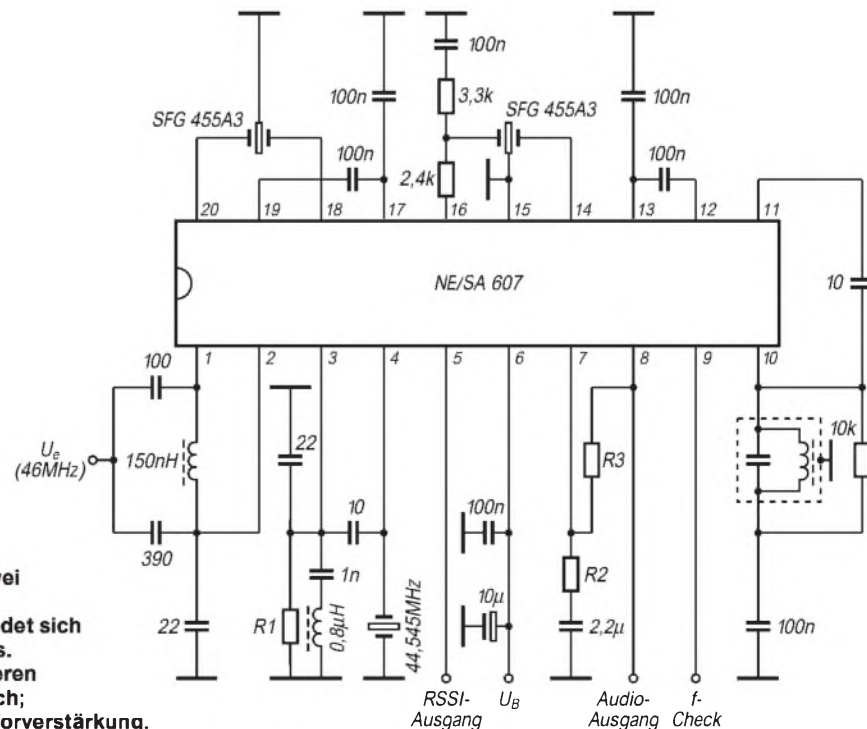 100n
100n
3,3k
100n
100n
SFG 455A3
SFG 455A3
100n
2,4k
100n
20 19 18 17 16 15 14 13 12 11
NE/SA 607
10
1 2 3 4 5 6 7 8 9 10
100
Ue
(46MHz)
150nH
390
22
22
10
1n
R1
0,8µH
44,545MHz
100n
10µ
R3
R2
2,2µ
10k
100n
RSSI-
Ausgang
UB
Audio-
Ausgang
f-
Check
wei
det sich
s.
eren
ch;
orverstärkung.